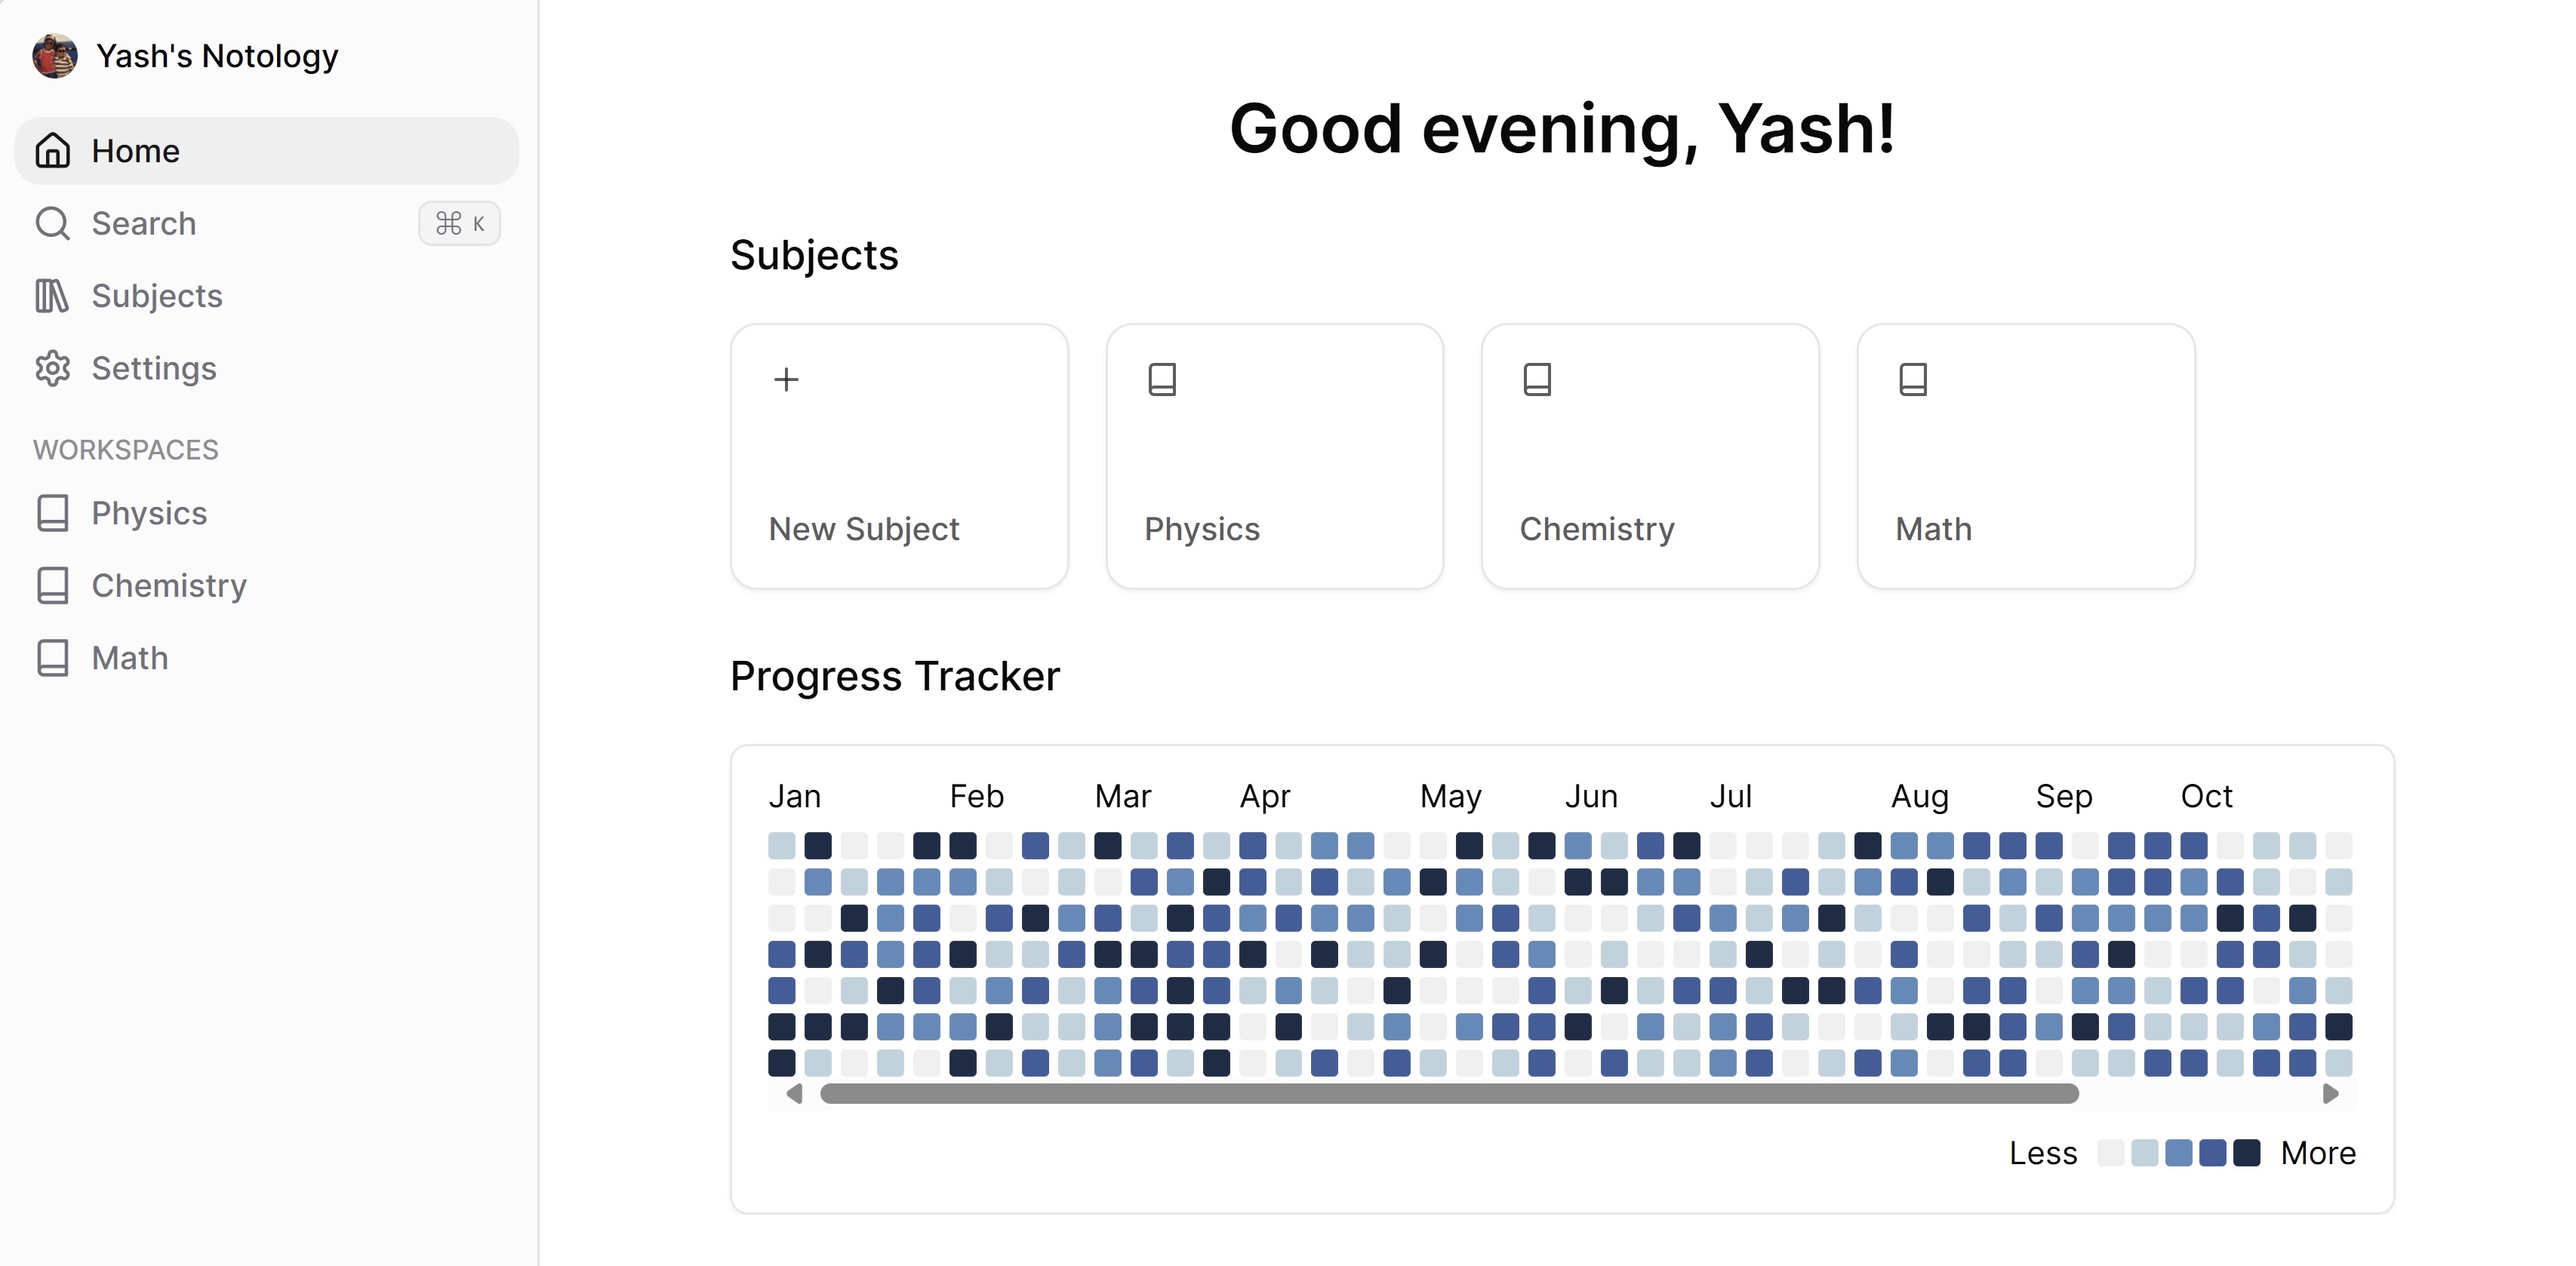 Yash's Notology
Home
Search
⌘ K
Subjects
Settings
WORKSPACES
Physics
Chemistry
Math
Good evening, Yash!
Subjects
New Subject
Physics
Chemistry
Math
Progress Tracker
Jan Feb Mar Apr May Jun Jul Aug Sep Oct
Less More